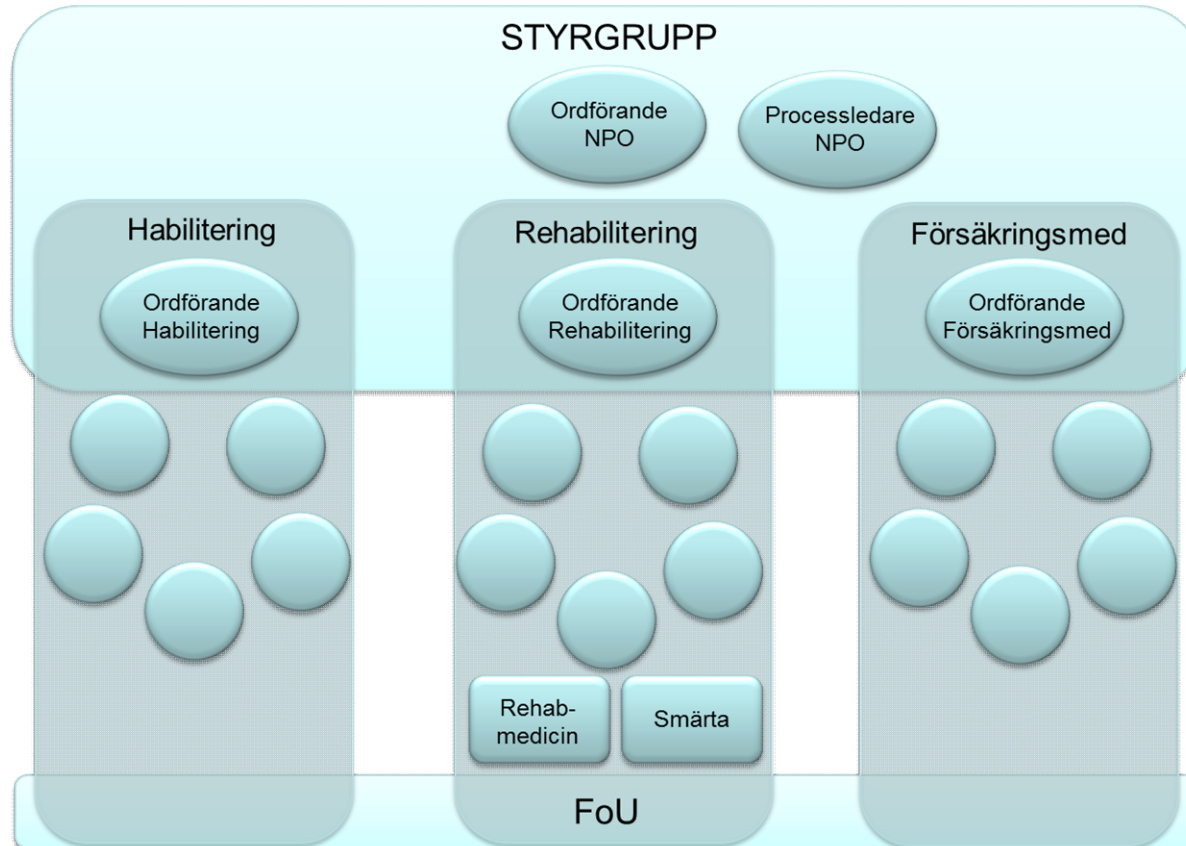 STYRGRUPP
Ordförande
NPO
Processledare
NPO
Habilitering
Ordförande
Habilitering
Rehabilitering
Ordförande
Rehabilitering
Försäkringsmed
Ordförande
Försäkringsmed
Rehab-
medicin
Smärta
FoU